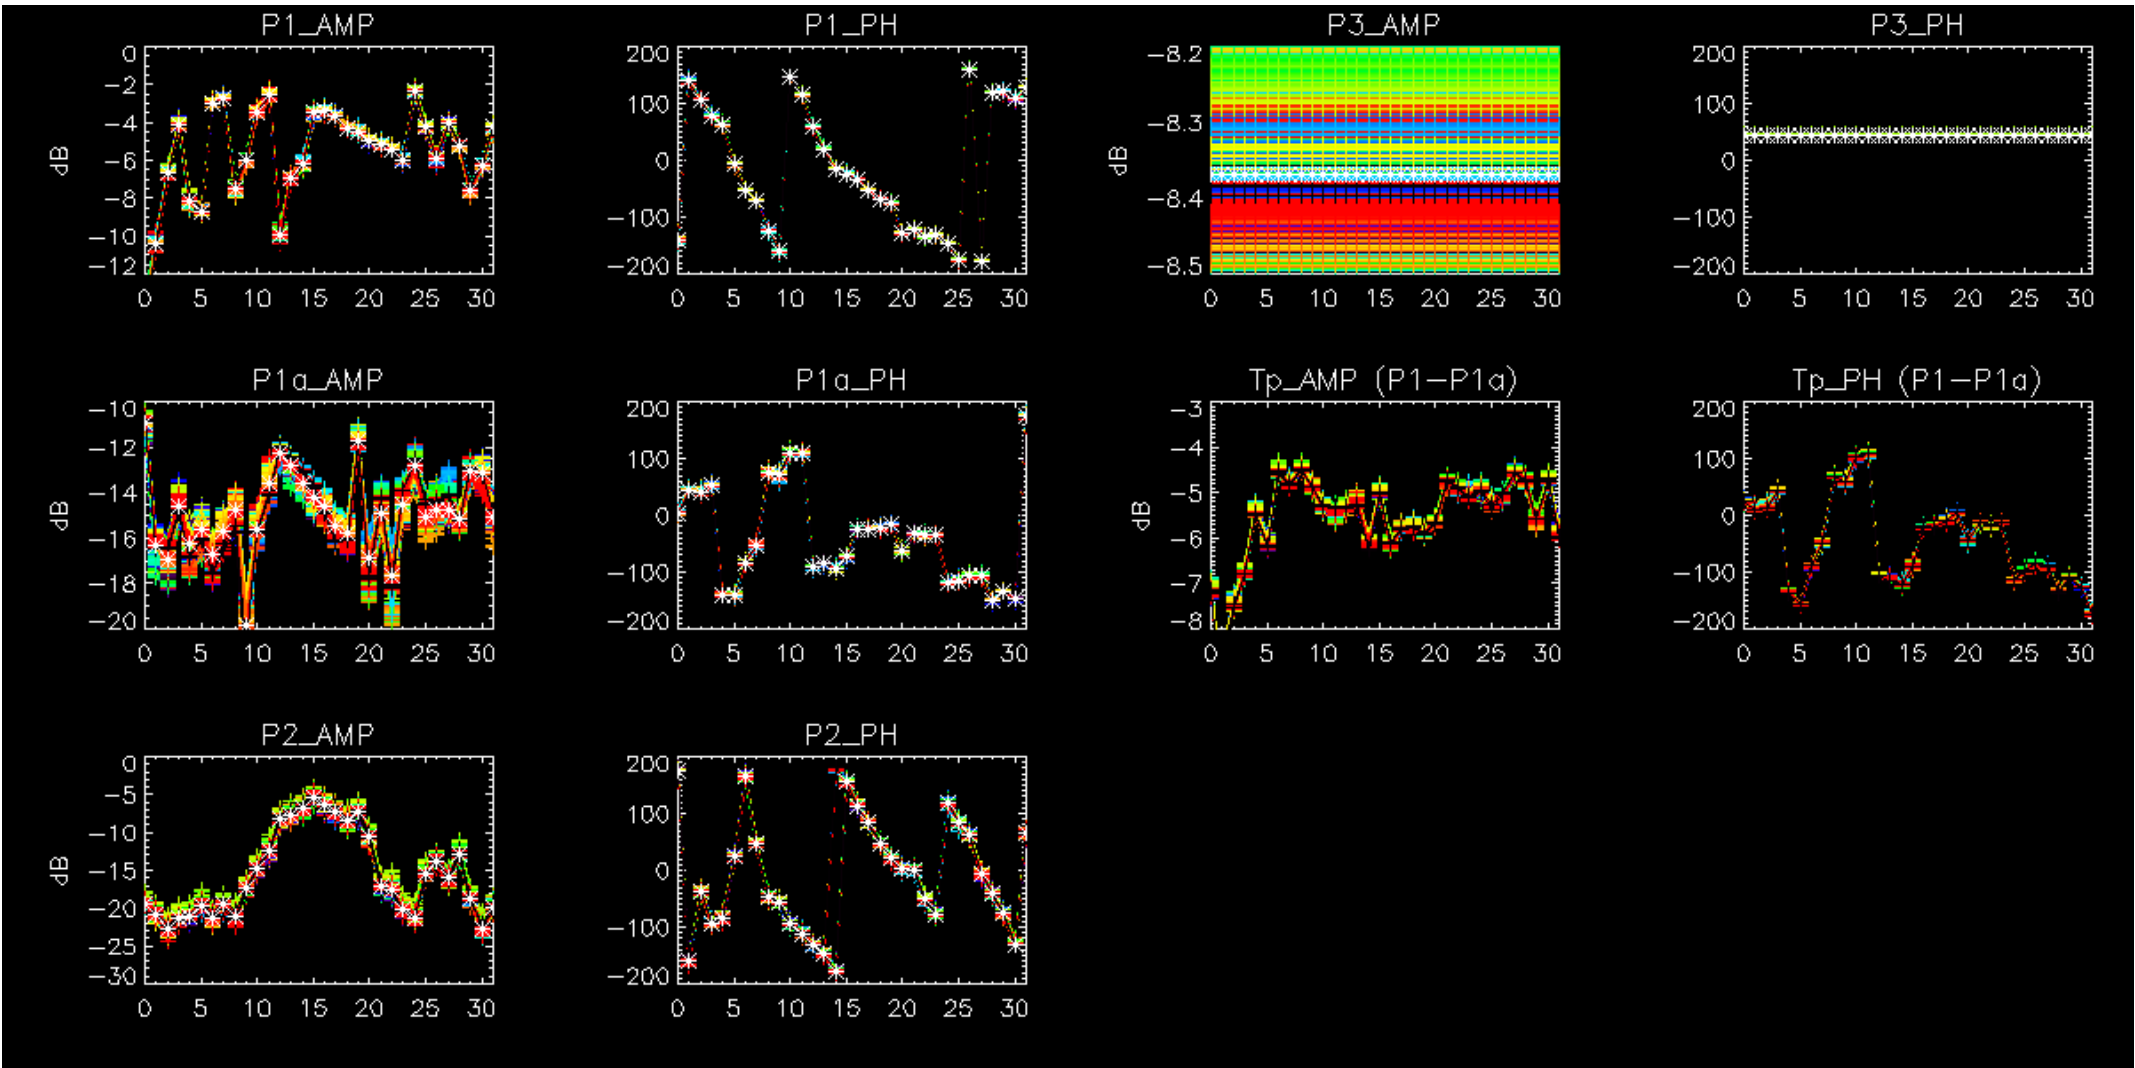 P1_AMP
0
−2
−4
−6
−8
−10
−12
dB
0 5 10 15 20 25 30
P1_PH
200
100
0
−100
−200
0 5 10 15 20 25 30
P3_AMP
−8.2
−8.3
−8.4
−8.5
dB
0 5 10 15 20 25 30
P3_PH
200
100
0
−100
−200
0 5 10 15 20 25 30
P1a_AMP
−10
−12
−14
−16
−18
−20
dB
0 5 10 15 20 25 30
P1a_PH
200
100
0
−100
−200
0 5 10 15 20 25 30
Tp_AMP (P1−P1a)
−3
−4
−5
−6
−7
−8
dB
0 5 10 15 20 25 30
Tp_PH (P1−P1a)
200
100
0
−100
−200
0 5 10 15 20 25 30
P2_AMP
0
−5
−10
−15
−20
−25
−30
dB
0 5 10 15 20 25 30
P2_PH
200
100
0
−100
−200
0 5 10 15 20 25 30